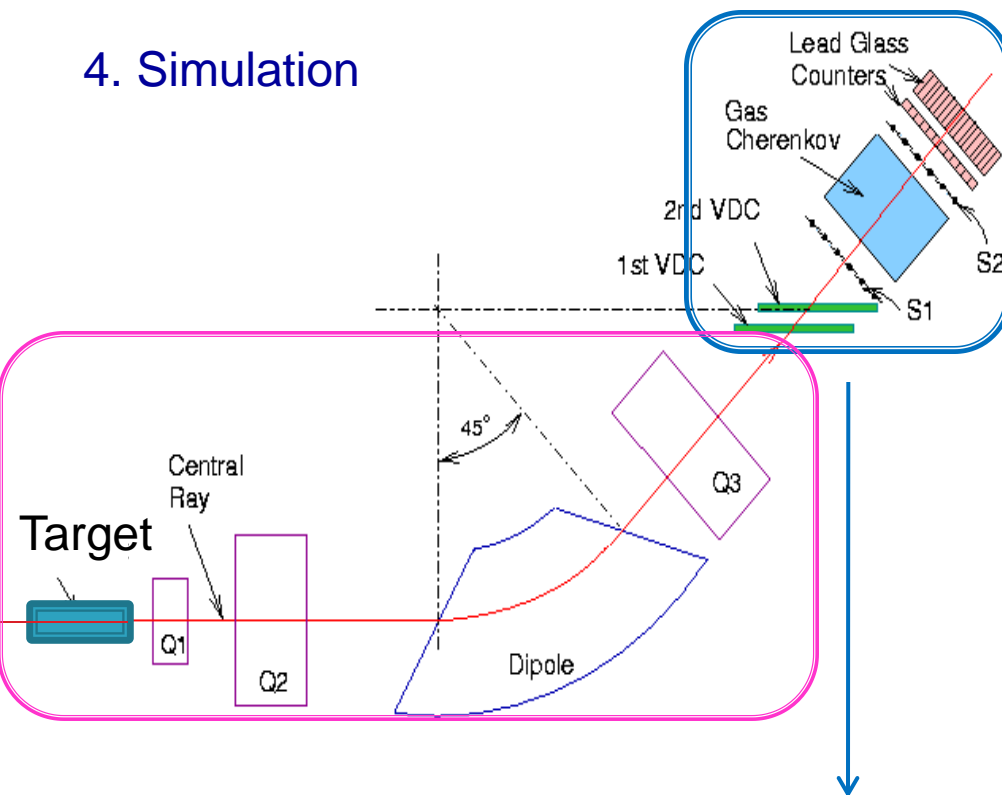 4. Simulation
Lead Glass
Counters
Gas
Cherenkov
2nd VDC
1st VDC
S2
S1
45°
Central
Ray
Q3
Target
Q1
Q2
Dipole